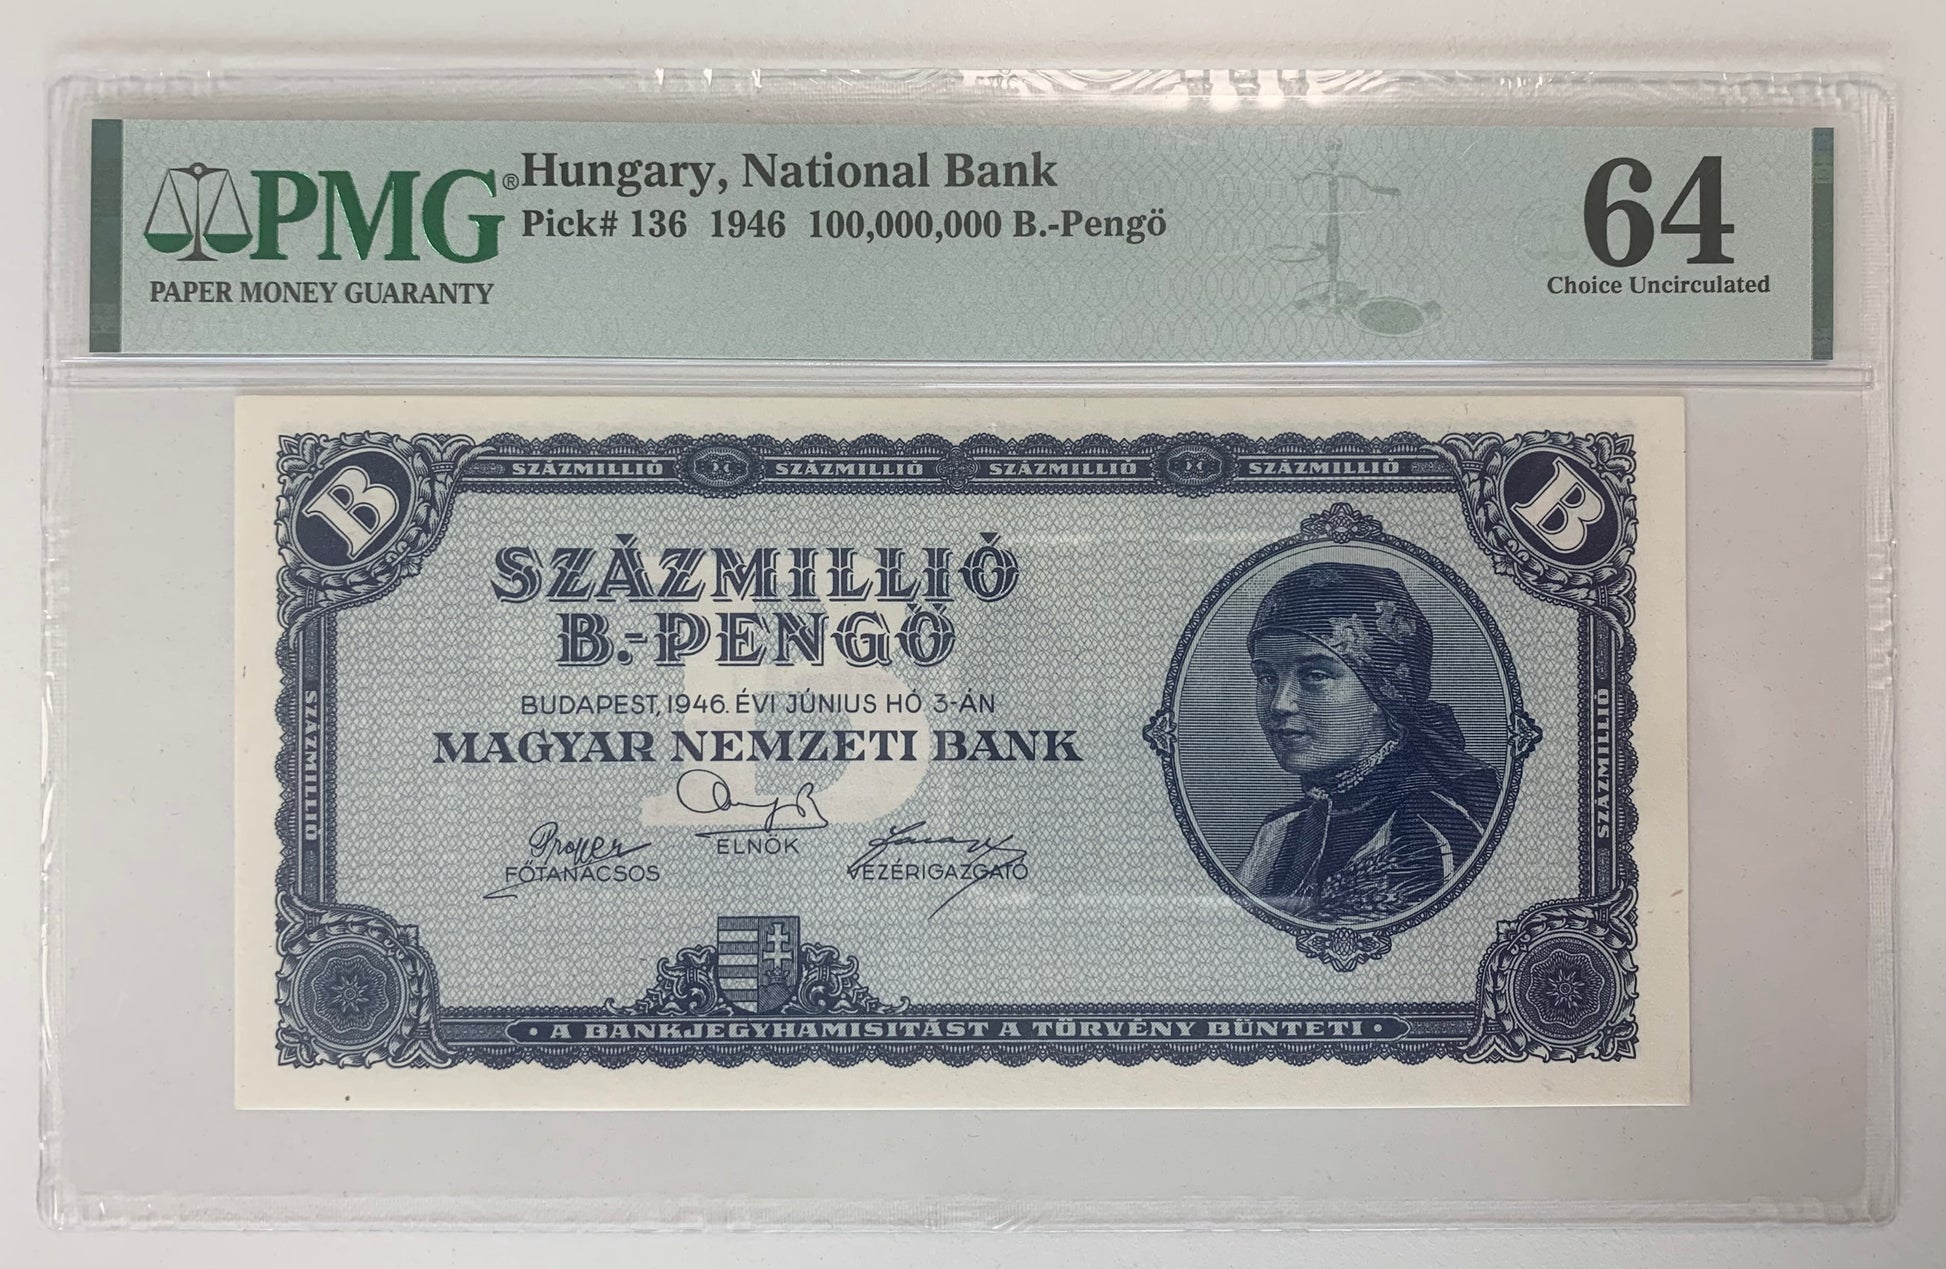 PMG®
PAPER MONEY GUARANTY
Hungary, National Bank
Pick# 136 1946 100,000,000 B.-Pengö
64
Choice Uncirculated
B
SZÁZMILLIÓ SZÁZMILLIÓ SZÁZMILLIÓ SZÁZMILLIÓ
B
SZÁZMILLIÓ
B.-PENGŐ
BUDAPEST, 1946. ÉVI JÚNIUS HÓ 3-ÁN
MAGYAR NEMZETI BANK
ELNÖK
FŐTANÁCSOS
VEZÉRIGAZGATÓ
SZÁZMILLIÓ
SZÁZMILLIÓ
• A BANKJEGYHAMISITÁST A TÖRVÉNY BÜNTETI •